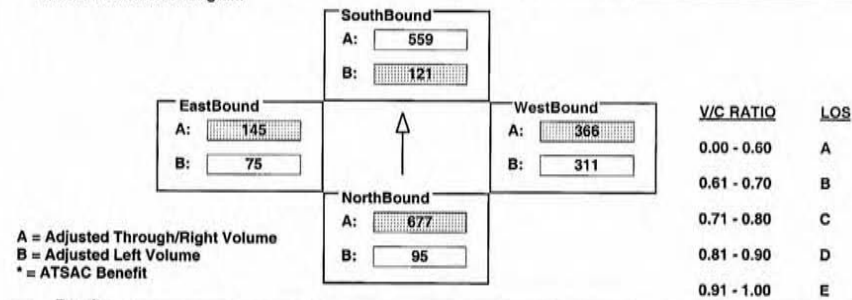 SouthBound
A: 559
B: 121
EastBound
A: 145
B: 75
WestBound
A: 366
B: 311
NorthBound
A: 677
B: 95
A = Adjusted Through/Right Volume
B = Adjusted Left Volume
* = ATSAC Benefit
V/C RATIO LOS
0.00 - 0.60 A
0.61 - 0.70 B
0.71 - 0.80 C
0.81 - 0.90 D
0.91 - 1.00 E